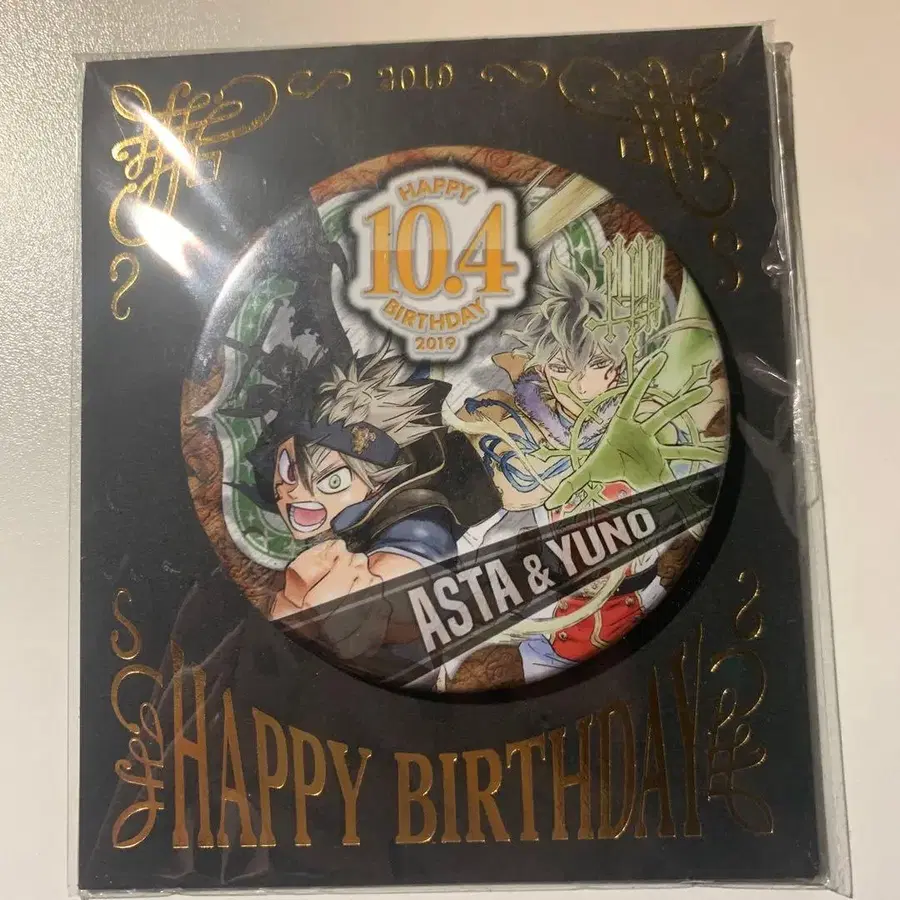 2019
HAPPY
10.4
BIRTHDAY
2019
ASTA & YUNO
HAPPY BIRTHDAY